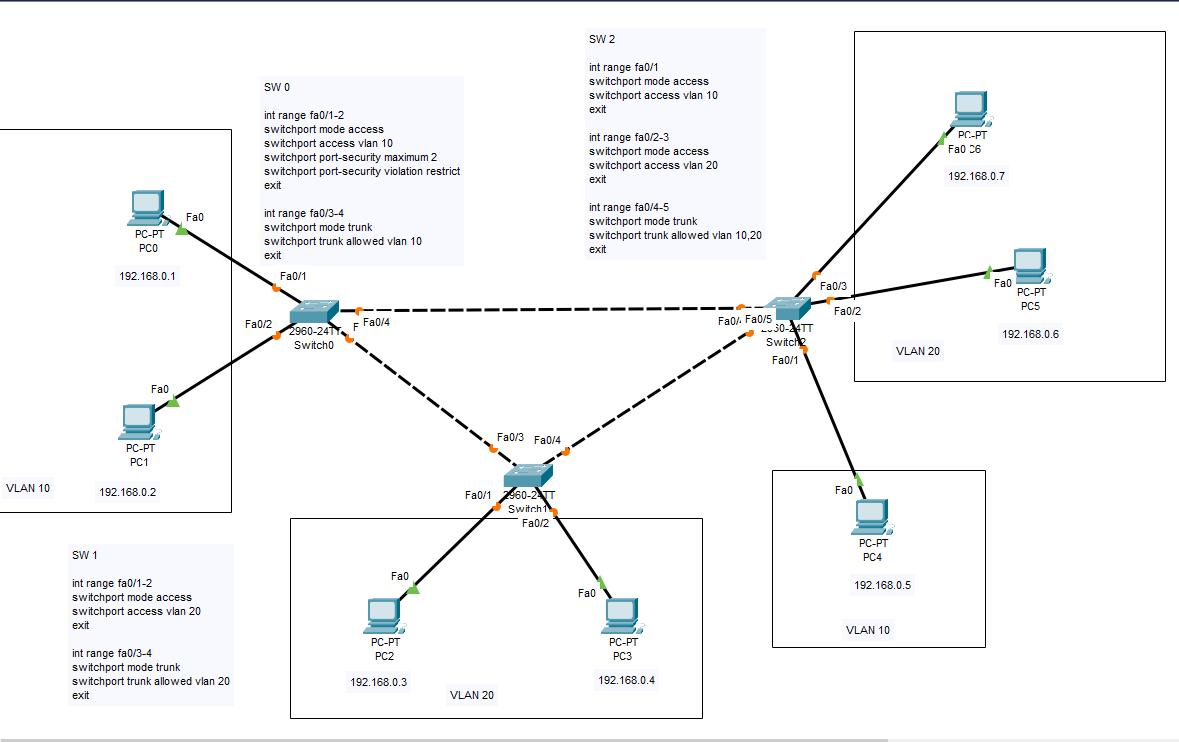 SW 2
int range fa0/1
switchport mode access
switchport access vlan 10
exit
int range fa0/2-3
switchport mode access
switchport access vlan 20
exit
int range fa0/4-5
switchport mode trunk
switchport trunk allowed vlan 10,20
exit
SW 0
int range fa0/1-2
switchport mode access
switchport access vlan 10
switchport port-security maximum 2
switchport port-security violation restrict
exit
int range fa0/3-4
switchport mode trunk
switchport trunk allowed vlan 10
exit
PC-PT
Fa0
192.168.0.7
Fa0
PC-PT
PC0
192.168.0.1
Fa0/1
Fa0/2
Fa0/4
2960-24TT
Switch0
Fa0/3
Fa0/2
Fa0/5
Switch2
Fa0/1
Fa0
PC-PT
PC5
192.168.0.6
VLAN 20
Fa0
PC-PT
PC1
192.168.0.2
VLAN 10
Fa0/3
Fa0/4
Fa0/1
2960-24TT
Switch1
Fa0/2
Fa0
PC-PT
PC4
192.168.0.5
VLAN 10
SW 1
int range fa0/1-2
switchport mode access
switchport access vlan 20
exit
int range fa0/3-4
switchport mode trunk
switchport trunk allowed vlan 20
exit
Fa0
PC-PT
PC2
192.168.0.3
Fa0
PC-PT
PC3
192.168.0.4
VLAN 20